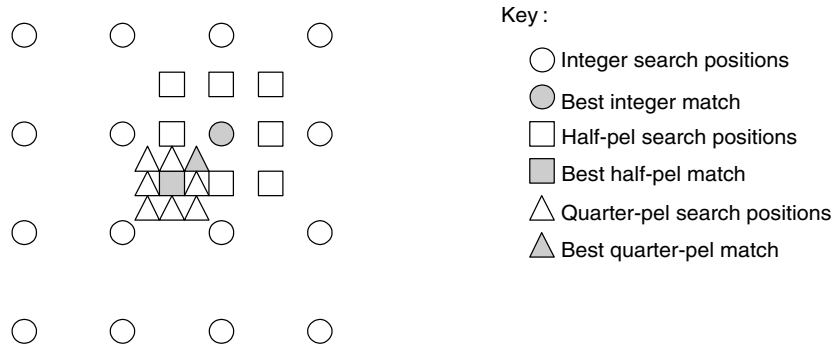 Key :
Integer search positions
Best integer match
Half-pel search positions
Best half-pel match
Quarter-pel search positions
Best quarter-pel match